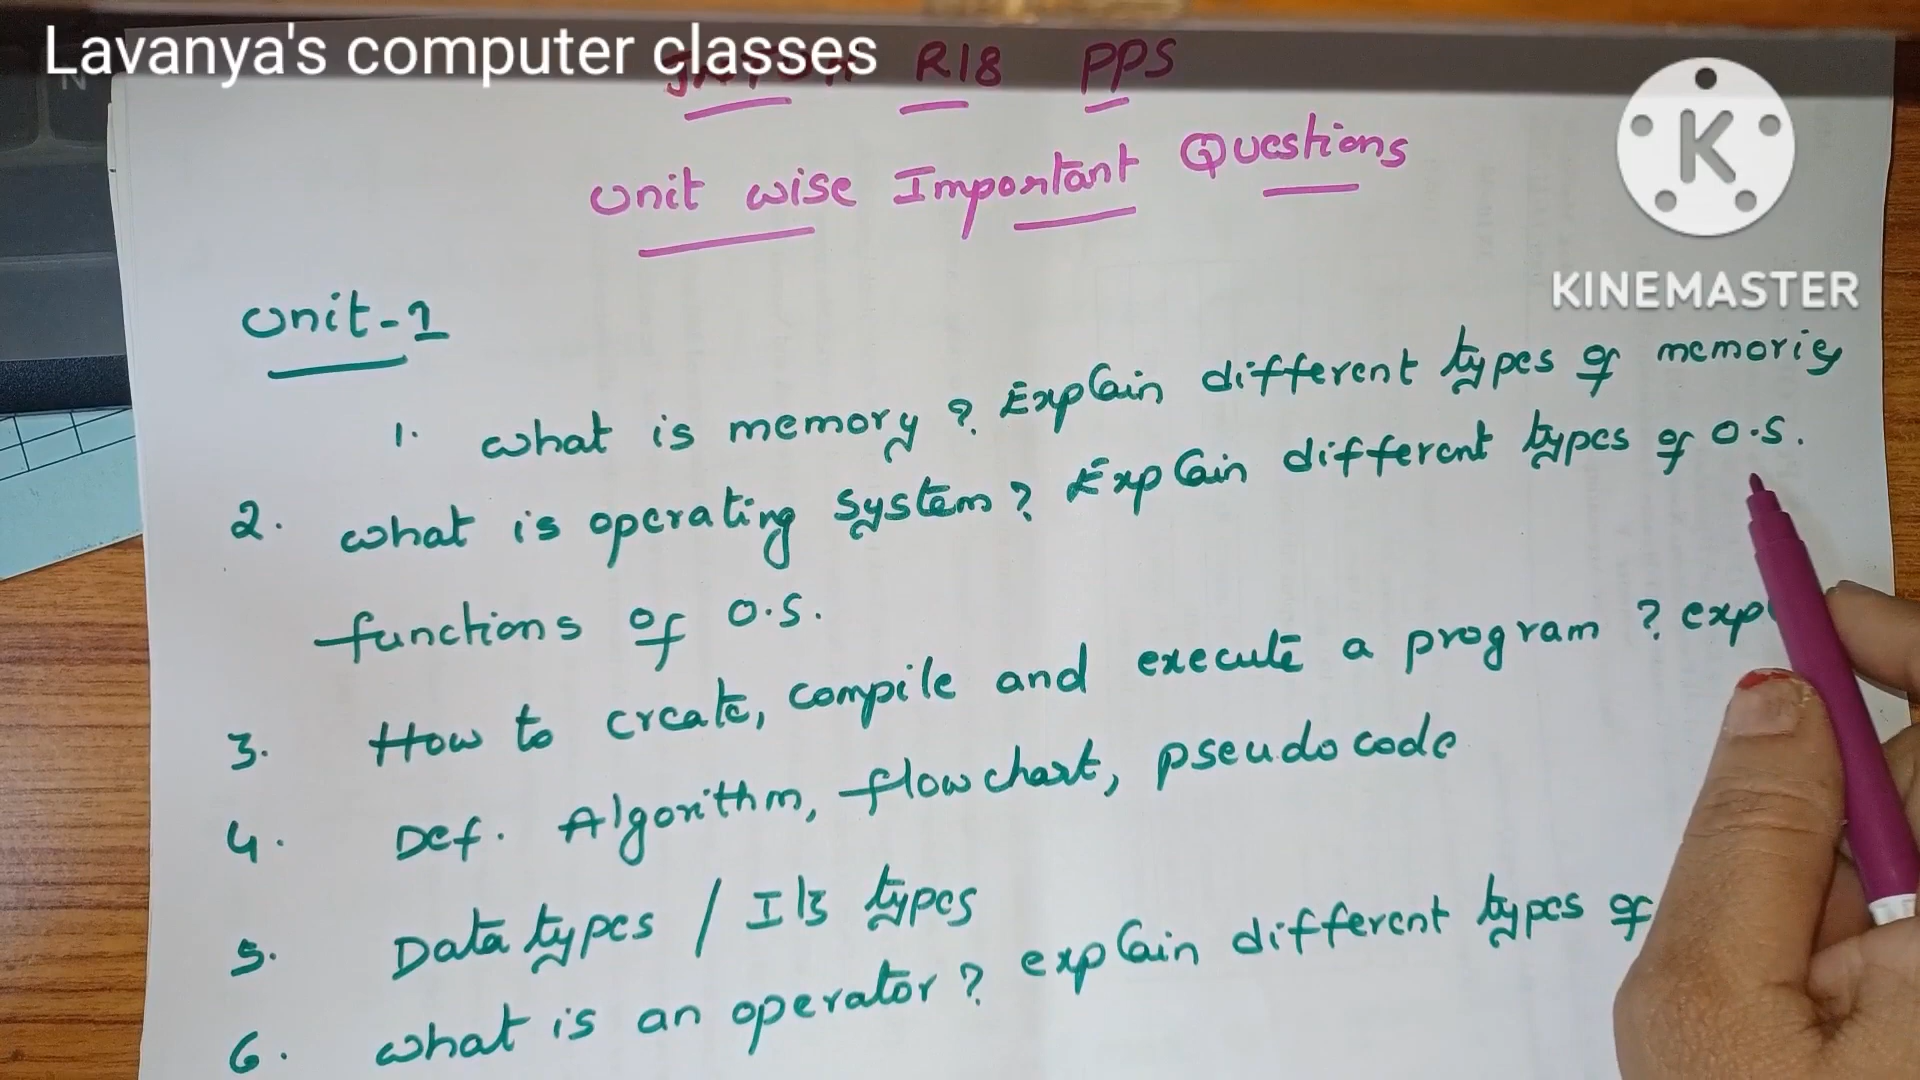 Lavanya's computer classes
R18 PPS
Unit wise Important Questions
KINEMASTER
Unit-1
1. What is memory? Explain different types of memories
2. What is operating system? Explain different types of O.S.
functions of O.S.
3. How to create, compile and execute a program? exp
4. Def. Algorithm, flowchart, pseudocode
5. Data types / types
6. What is an operator? explain different types of